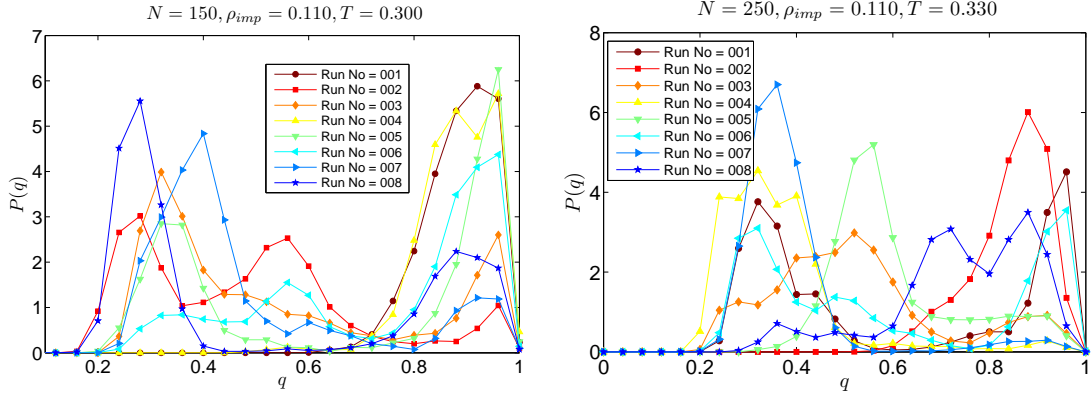 N = 150, ρ_imp = 0.110, T = 0.300
7
6
5
4
3
2
1
0
P(q)
0.2 0.4 0.6 0.8 1
q
Run No = 001
Run No = 002
Run No = 003
Run No = 004
Run No = 005
Run No = 006
Run No = 007
Run No = 008
N = 250, ρ_imp = 0.110, T = 0.330
8
6
4
2
0
P(q)
0 0.2 0.4 0.6 0.8 1
q
Run No = 001
Run No = 002
Run No = 003
Run No = 004
Run No = 005
Run No = 006
Run No = 007
Run No = 008